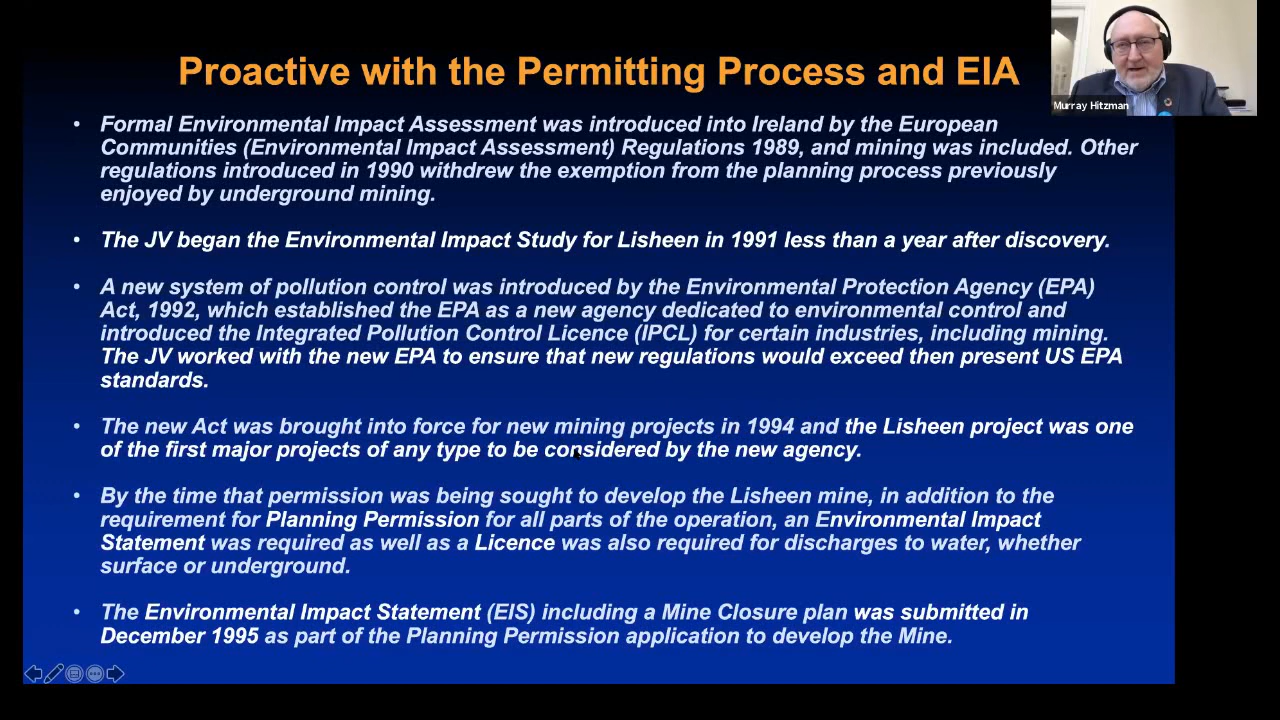 Proactive with the Permitting Process and EIA
Murray Hitzman
• Formal Environmental Impact Assessment was introduced into Ireland by the European
Communities (Environmental Impact Assessment) Regulations 1989, and mining was included. Other
regulations introduced in 1990 withdrew the exemption from the planning process previously
enjoyed by underground mining.
• The JV began the Environmental Impact Study for Lisheen in 1991 less than a year after discovery.
• A new system of pollution control was introduced by the Environmental Protection Agency (EPA)
Act, 1992, which established the EPA as a new agency dedicated to environmental control and
introduced the Integrated Pollution Control Licence (IPCL) for certain industries, including mining.
The JV worked with the new EPA to ensure that new regulations would exceed then present US EPA
standards.
• The new Act was brought into force for new mining projects in 1994 and the Lisheen project was one
of the first major projects of any type to be considered by the new agency.
• By the time that permission was being sought to develop the Lisheen mine, in addition to the
requirement for Planning Permission for all parts of the operation, an Environmental Impact
Statement was required as well as a Licence was also required for discharges to water, whether
surface or underground.
• The Environmental Impact Statement (EIS) including a Mine Closure plan was submitted in
December 1995 as part of the Planning Permission application to develop the Mine.